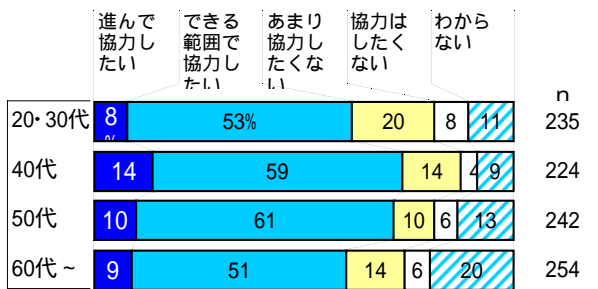 進んで
協力し
たい
できる
範囲で
協力し
たい
あまり
協力し
たくな
い
協力は
したく
ない
わから
ない
n
20・30代 8% 53% 20 8 11 235
40代 14 59 14 4 9 224
50代 10 61 10 6 13 242
60代～ 9 51 14 6 20 254